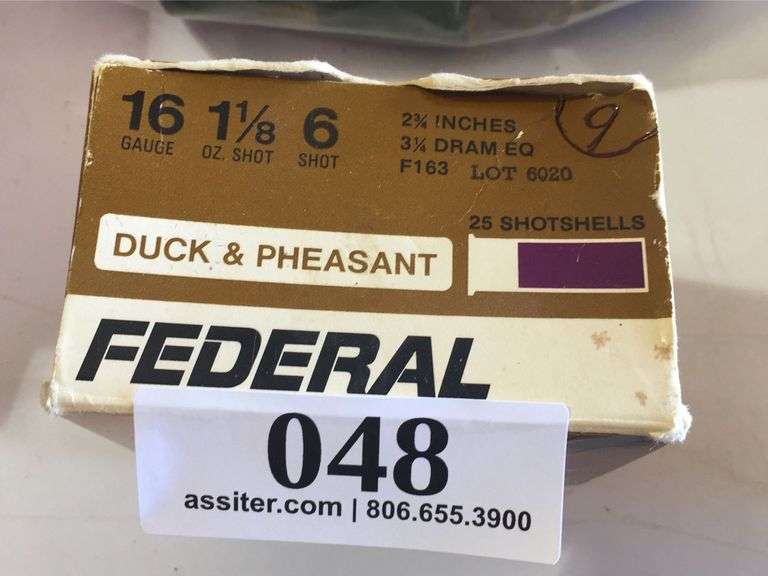 16 1⅛ 6
GAUGE OZ. SHOT SHOT
2¾ INCHES
3¼ DRAM EQ
F163 LOT 6020
9
25 SHOTSHELLS
DUCK & PHEASANT
FEDERAL
048
assiter.com | 806.655.3900